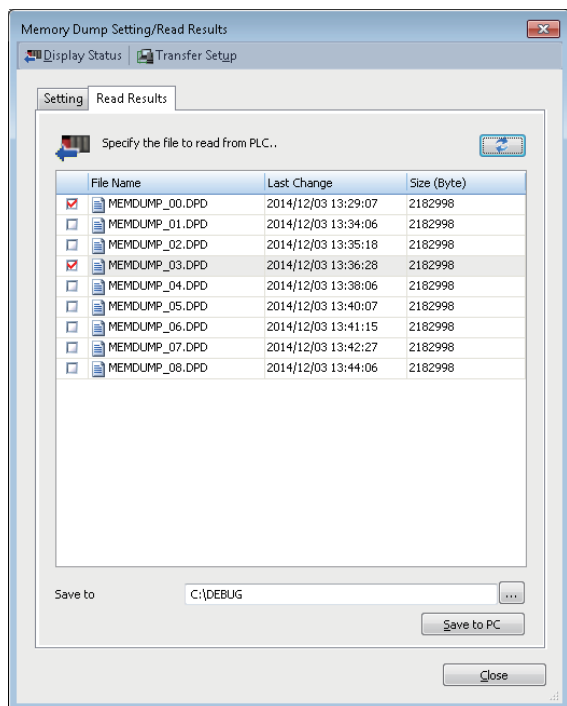 Memory Dump Setting/Read Results
Display Status Transfer Setup
Setting Read Results
Specify the file to read from PLC..
File Name Last Change Size (Byte)
MEMDUMP_00.DPD 2014/12/03 13:29:07 2182998
MEMDUMP_01.DPD 2014/12/03 13:34:06 2182998
MEMDUMP_02.DPD 2014/12/03 13:35:18 2182998
MEMDUMP_03.DPD 2014/12/03 13:36:28 2182998
MEMDUMP_04.DPD 2014/12/03 13:38:06 2182998
MEMDUMP_05.DPD 2014/12/03 13:40:07 2182998
MEMDUMP_06.DPD 2014/12/03 13:41:15 2182998
MEMDUMP_07.DPD 2014/12/03 13:42:27 2182998
MEMDUMP_08.DPD 2014/12/03 13:44:06 2182998
Save to C:\DEBUG ...
Save to PC
Close